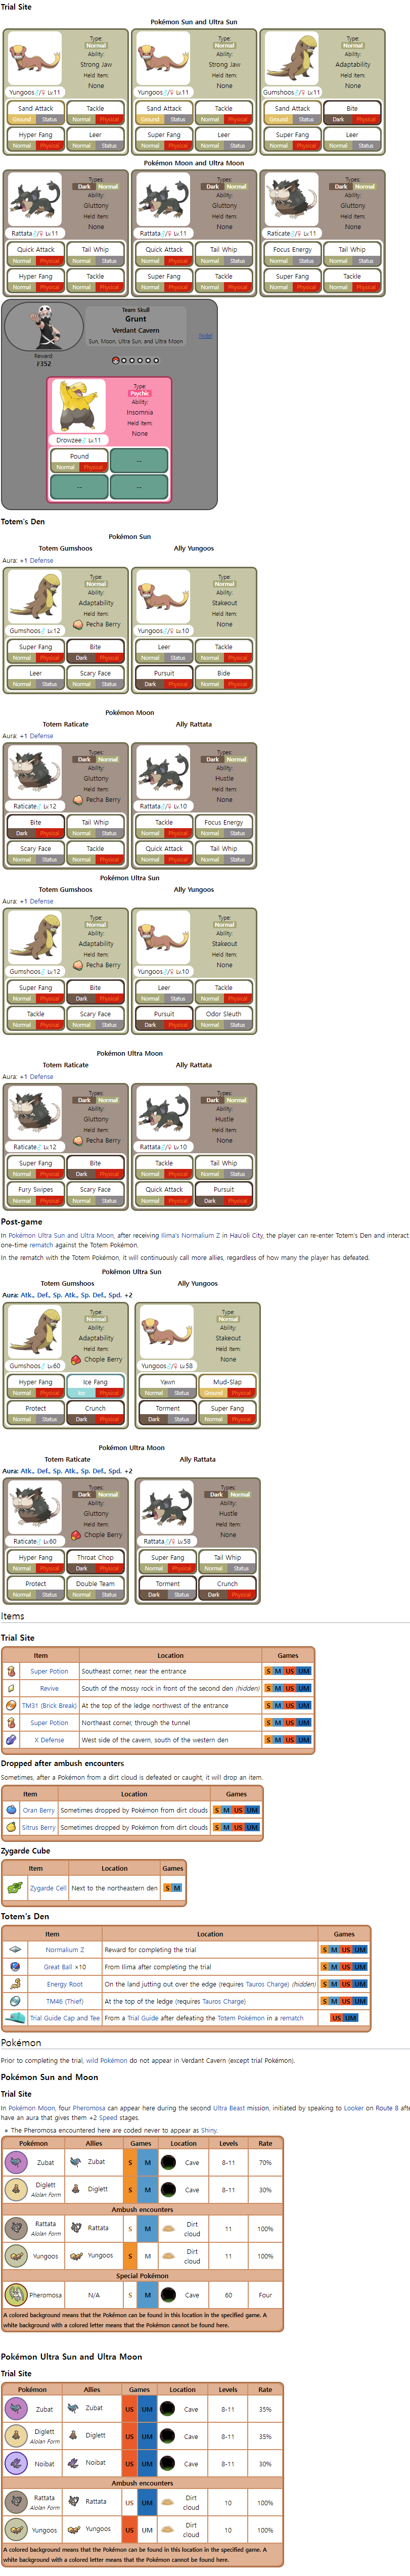 Trial Site
Pokémon Sun and Ultra Sun
Type:
Normal
Ability:
Strong Jaw
Held item:
None
Yungoos♂/♀ Lv.11
Sand Attack
Tackle
Ground Status
Normal Physical
Hyper Fang
Leer
Normal Physical
Normal Status
Type:
Normal
Ability:
Strong Jaw
Held item:
None
Yungoos♂/♀ Lv.11
Sand Attack
Tackle
Ground Status
Normal Physical
Super Fang
Leer
Normal Physical
Normal Status
Type:
Normal
Ability:
Adaptability
Held item:
None
Gumshoos♂/♀ Lv.11
Sand Attack
Bite
Ground Status
Dark Physical
Super Fang
Leer
Normal Physical
Normal Status
Pokémon Moon and Ultra Moon
Types:
Dark Normal
Ability:
Gluttony
Held item:
None
Rattata♂/♀ Lv.11
Quick Attack
Tail Whip
Normal Physical
Normal Status
Hyper Fang
Tackle
Normal Physical
Normal Physical
Types:
Dark Normal
Ability:
Gluttony
Held item:
None
Rattata♂/♀ Lv.11
Quick Attack
Tail Whip
Normal Physical
Normal Status
Super Fang
Tackle
Normal Physical
Normal Physical
Types:
Dark Normal
Ability:
Gluttony
Held item:
None
Raticate♂/♀ Lv.11
Focus Energy
Tail Whip
Normal Status
Normal Status
Super Fang
Tackle
Normal Physical
Normal Physical
Team Skull
Grunt
Verdant Cavern
Sun, Moon, Ultra Sun, and Ultra Moon
Reward:
352
Type:
Psychic
Ability:
Insomnia
Held item:
None
Drowzee♂ Lv.11
Pound
Normal Physical
--
--
--
Totem's Den
Pokémon Sun
Totem Gumshoos
Ally Yungoos
Aura: +1 Defense
Type:
Normal
Ability:
Adaptability
Held item:
Pecha Berry
Gumshoos♂ Lv.12
Super Fang
Bite
Normal Physical
Dark Physical
Leer
Scary Face
Normal Status
Normal Status
Type:
Normal
Ability:
Stakeout
Held item:
None
Yungoos♂/♀ Lv.10
Leer
Tackle
Normal Status
Normal Physical
Pursuit
Bide
Dark Physical
Normal Physical
Pokémon Moon
Totem Raticate
Ally Rattata
Aura: +1 Defense
Types:
Dark Normal
Ability:
Gluttony
Held item:
Pecha Berry
Raticate♂ Lv.12
Bite
Tail Whip
Dark Physical
Normal Status
Scary Face
Tackle
Normal Status
Normal Physical
Types:
Dark Normal
Ability:
Hustle
Held item:
None
Rattata♂/♀ Lv.10
Tackle
Focus Energy
Normal Physical
Normal Status
Quick Attack
Tail Whip
Normal Physical
Normal Status
Pokémon Ultra Sun
Totem Gumshoos
Ally Yungoos
Aura: +1 Defense
Type:
Normal
Ability:
Adaptability
Held item:
Pecha Berry
Gumshoos♂ Lv.12
Super Fang
Bite
Normal Physical
Dark Physical
Tackle
Scary Face
Normal Physical
Normal Status
Type:
Normal
Ability:
Stakeout
Held item:
None
Yungoos♂/♀ Lv.10
Leer
Tackle
Normal Status
Normal Physical
Pursuit
Odor Sleuth
Dark Physical
Normal Status
Pokémon Ultra Moon
Totem Raticate
Ally Rattata
Aura: +1 Defense
Types:
Dark Normal
Ability:
Gluttony
Held item:
Pecha Berry
Raticate♂ Lv.12
Super Fang
Bite
Normal Physical
Dark Physical
Fury Swipes
Scary Face
Normal Physical
Normal Status
Types:
Dark Normal
Ability:
Hustle
Held item:
None
Rattata♂/♀ Lv.10
Tackle
Tail Whip
Normal Physical
Normal Status
Quick Attack
Pursuit
Normal Physical
Dark Physical
Post-game
In Pokémon Ultra Sun and Ultra Moon, after receiving Ilima's Normalium Z in Hau'oli City, the player can re-enter Totem's Den and interact
one-time rematch against the Totem Pokémon.
In the rematch with the Totem Pokémon, it will continuously call more allies, regardless of how many the player has defeated.
Pokémon Ultra Sun
Totem Gumshoos
Ally Yungoos
Aura: Atk., Def., Sp. Atk., Sp. Def., Spd. +2
Type:
Normal
Ability:
Adaptability
Held item:
Chople Berry
Gumshoos♂ Lv.60
Hyper Fang
Ice Fang
Normal Physical
Ice Physical
Protect
Crunch
Normal Status
Dark Physical
Type:
Normal
Ability:
Stakeout
Held item:
None
Yungoos♂/♀ Lv.58
Yawn
Mud-Slap
Normal Status
Ground
Torment
Super Fang
Dark Status
Normal Physical
Pokémon Ultra Moon
Totem Raticate
Ally Rattata
Aura: Atk., Def., Sp. Atk., Sp. Def., Spd. +2
Types:
Dark Normal
Ability:
Gluttony
Held item:
Chople Berry
Raticate♂ Lv.60
Hyper Fang
Throat Chop
Normal Physical
Dark Physical
Protect
Double Team
Normal Status
Normal Status
Types:
Dark Normal
Ability:
Hustle
Held item:
None
Rattata♂/♀ Lv.58
Super Fang
Tail Whip
Normal Physical
Normal Status
Torment
Crunch
Dark Status
Dark Physical
Items
Trial Site
Item Location Games
Super Potion Southeast corner, near the entrance S M US UM
Revive South of the mossy rock in front of the second den (hidden) S M US UM
TM31 (Brick Break) At the top of the ledge northwest of the entrance S M US UM
Super Potion Northeast corner, through the tunnel S M US UM
X Defense West side of the cavern, south of the western den S M US UM
Dropped after ambush encounters
Sometimes, after a Pokémon from a dirt cloud is defeated or caught, it will drop an item.
Item Location Games
Oran Berry Sometimes dropped by Pokémon from dirt clouds S M US UM
Sitrus Berry Sometimes dropped by Pokémon from dirt clouds S M US UM
Zygarde Cube
Item Location Games
Zygarde Cell Next to the northeastern den S M
Totem's Den
Item Location Games
Normalium Z Reward for completing the trial S M US UM
Great Ball ×10 From Ilima after completing the trial S M US UM
Energy Root On the land jutting out over the edge (requires Tauros Charge) (hidden) S M US UM
TM46 (Thief) At the top of the ledge (requires Tauros Charge) S M US UM
Trial Guide Cap and Tee From a Trial Guide after defeating the Totem Pokémon in a rematch US UM
Pokémon
Prior to completing the trial, wild Pokémon do not appear in Verdant Cavern (except trial Pokémon).
Pokémon Sun and Moon
Trial Site
In Pokémon Moon, four Pheromosa can appear here during the second Ultra Beast mission, initiated by speaking to Looker on Route 8 afte
have an aura that gives them +2 Speed stages.
The Pheromosa encountered here are coded never to appear as Shiny.
Pokémon Allies Games Location Levels Rate
Zubat Zubat S M Cave 8-11 70%
Diglett
Alolan Form
Diglett S M Cave 8-11 30%
Ambush encounters
Rattata
Alolan Form
Rattata S M Dirt cloud 11 100%
Yungoos Yungoos S M Dirt cloud 11 100%
Special Pokémon
Pheromosa N/A S M Cave 60 Four
A colored background means that the Pokémon can be found in this location in the specified game. A
white background with a colored letter means that the Pokémon cannot be found here.
Pokémon Ultra Sun and Ultra Moon
Trial Site
Pokémon Allies Games Location Levels Rate
Zubat Zubat US UM Cave 8-11 35%
Diglett
Alolan Form
Diglett US UM Cave 8-11 35%
Noibat Noibat US UM Cave 8-11 30%
Ambush encounters
Rattata
Alolan Form
Rattata US UM Dirt cloud 10 100%
Yungoos Yungoos US UM Dirt cloud 10 100%
A colored background means that the Pokémon can be found in this location in the specified game. A
white background with a colored letter means that the Pokémon cannot be found here.